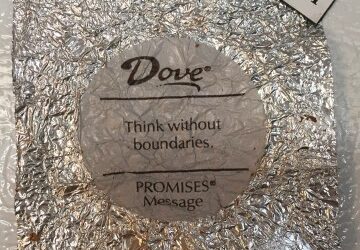 Dove®
Think without
boundaries.
PROMISES®
Message